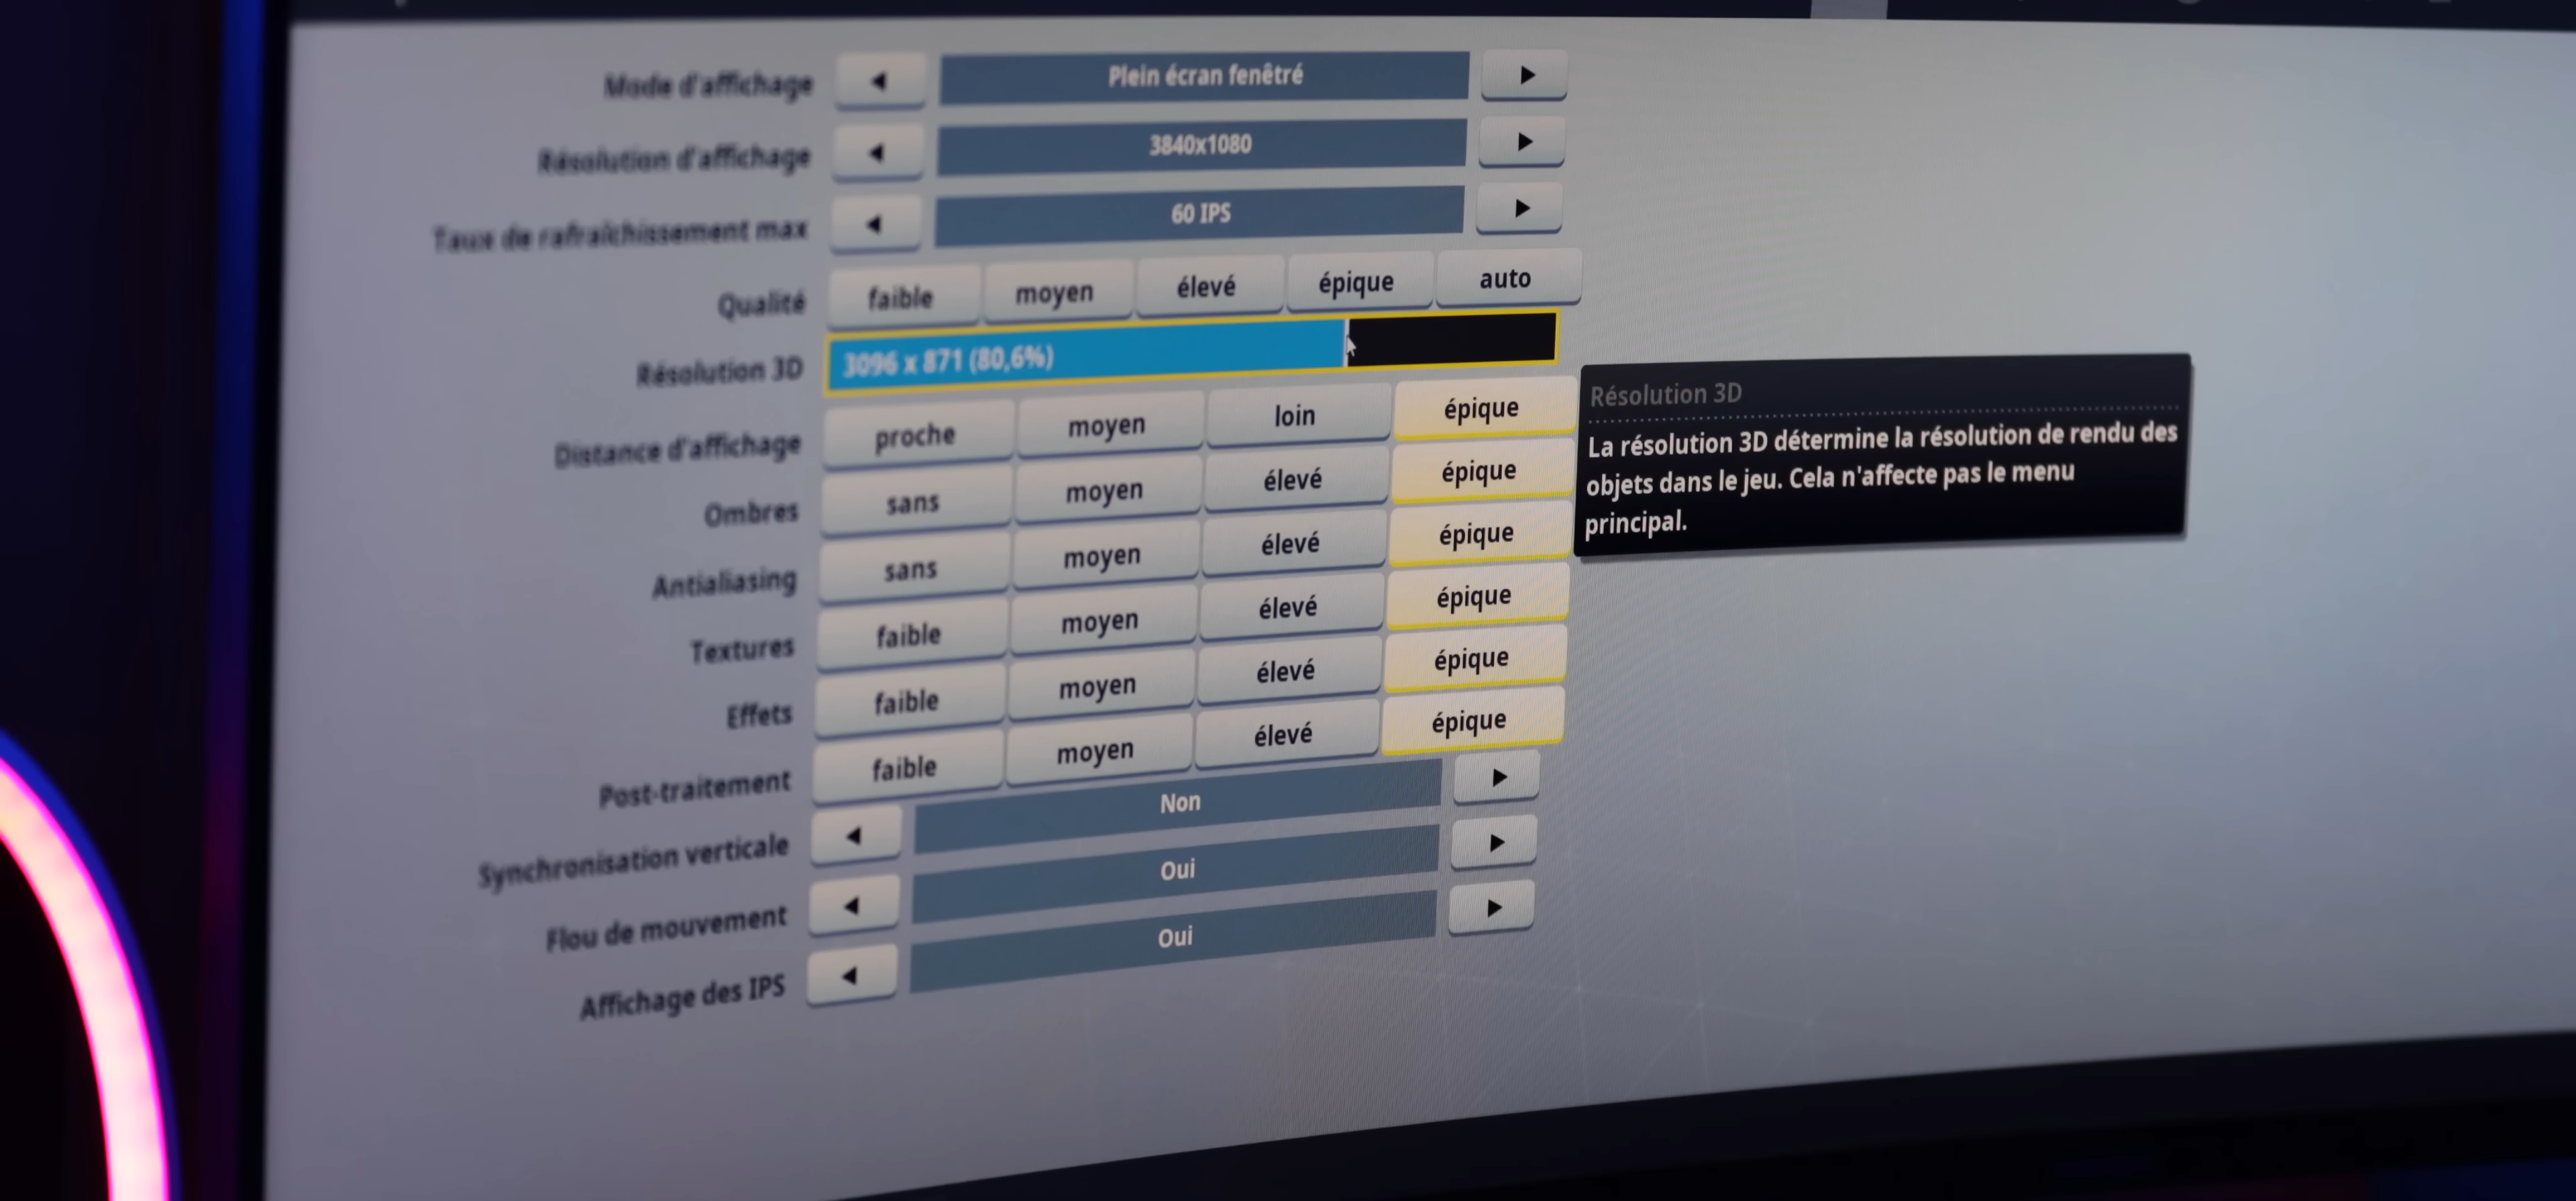 Mode d'affichage Plein écran fenêtré
Résolution d'affichage 3840x1080
Taux de rafraîchissement max 60 IPS
Qualité faible moyen élevé épique auto
Résolution 3D 3096 x 871 (80,6%)
Distance d'affichage proche moyen loin épique
Ombres sans moyen élevé épique
Antialiasing sans moyen élevé épique
Textures faible moyen élevé épique
Effets faible moyen élevé épique
Post-traitement faible moyen élevé épique
Synchronisation verticale Non
Flou de mouvement Oui
Affichage des IPS Oui
Résolution 3D
La résolution 3D détermine la résolution de rendu des
objets dans le jeu. Cela n'affecte pas le menu
principal.